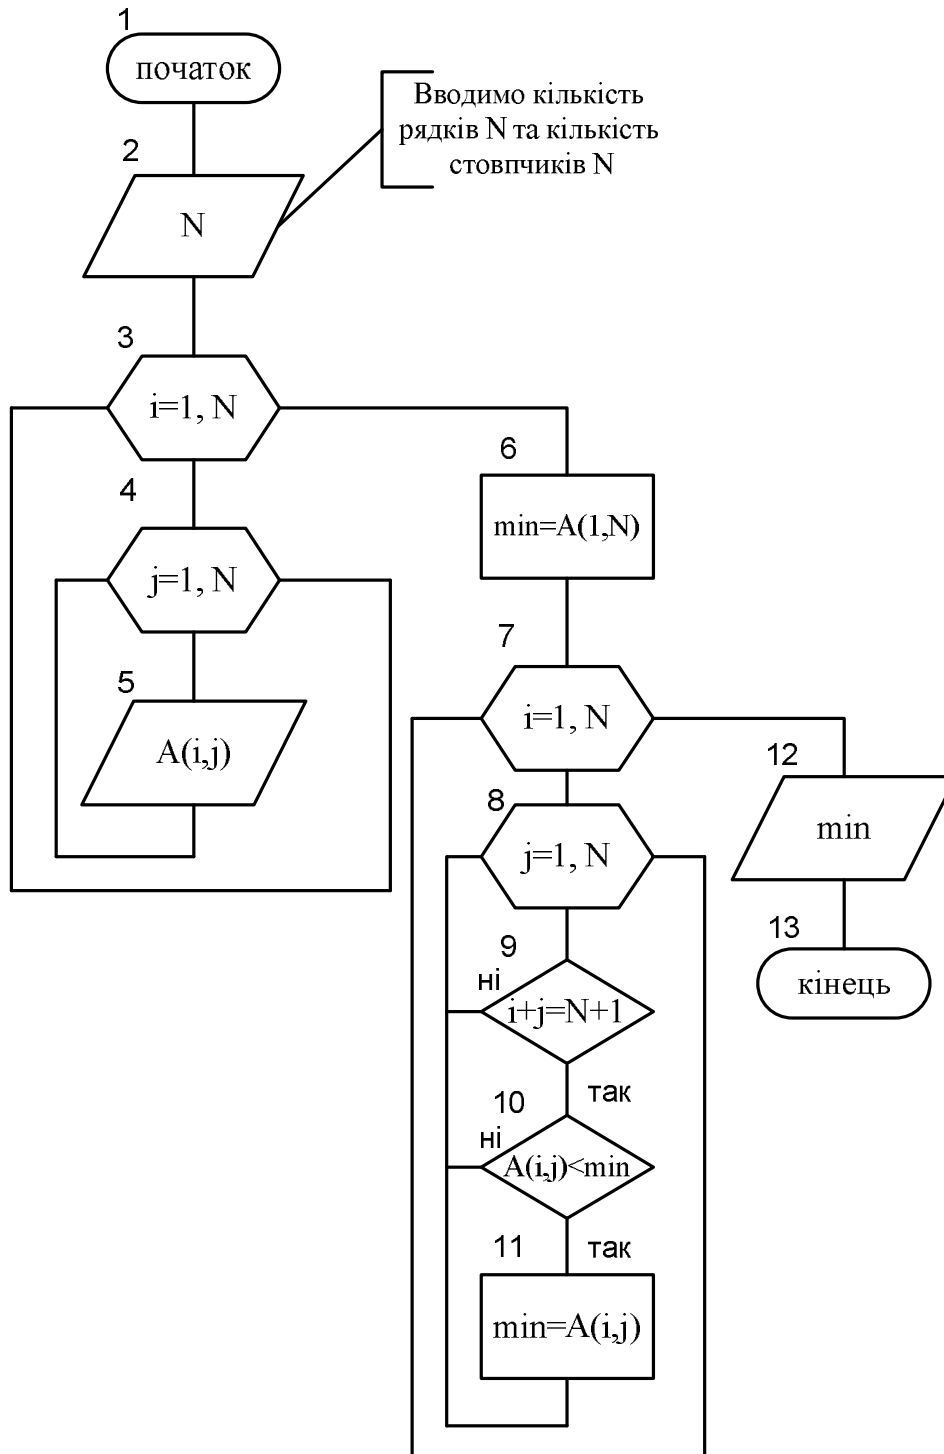 1
початок
Вводимо кількість
рядків N та кількість
стовпчиків N
2
N
3
i=1, N
4
j=1, N
5
A(i,j)
6
min=A(1,N)
7
i=1, N
8
j=1, N
9
ні
i+j=N+1
так
10
ні
A(i,j)<min
так
11
min=A(i,j)
12
min
13
кінець